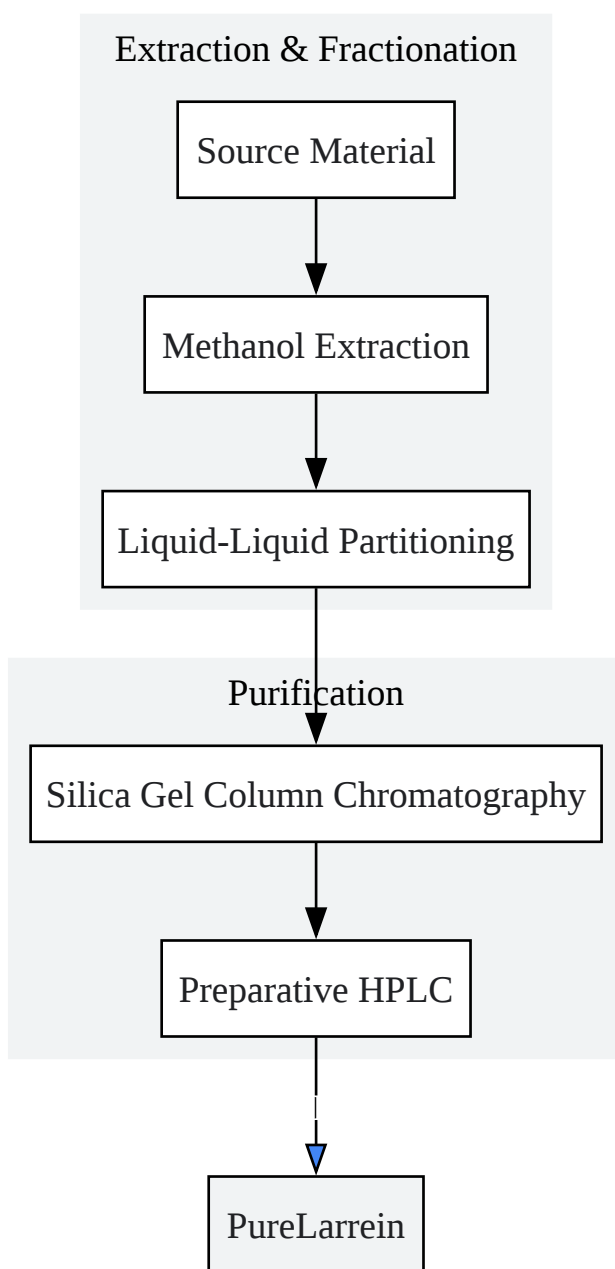 Extraction & Fractionation
Source Material
Methanol Extraction
Liquid-Liquid Partitioning
Purification
Silica Gel Column Chromatography
Preparative HPLC
PureLarrein